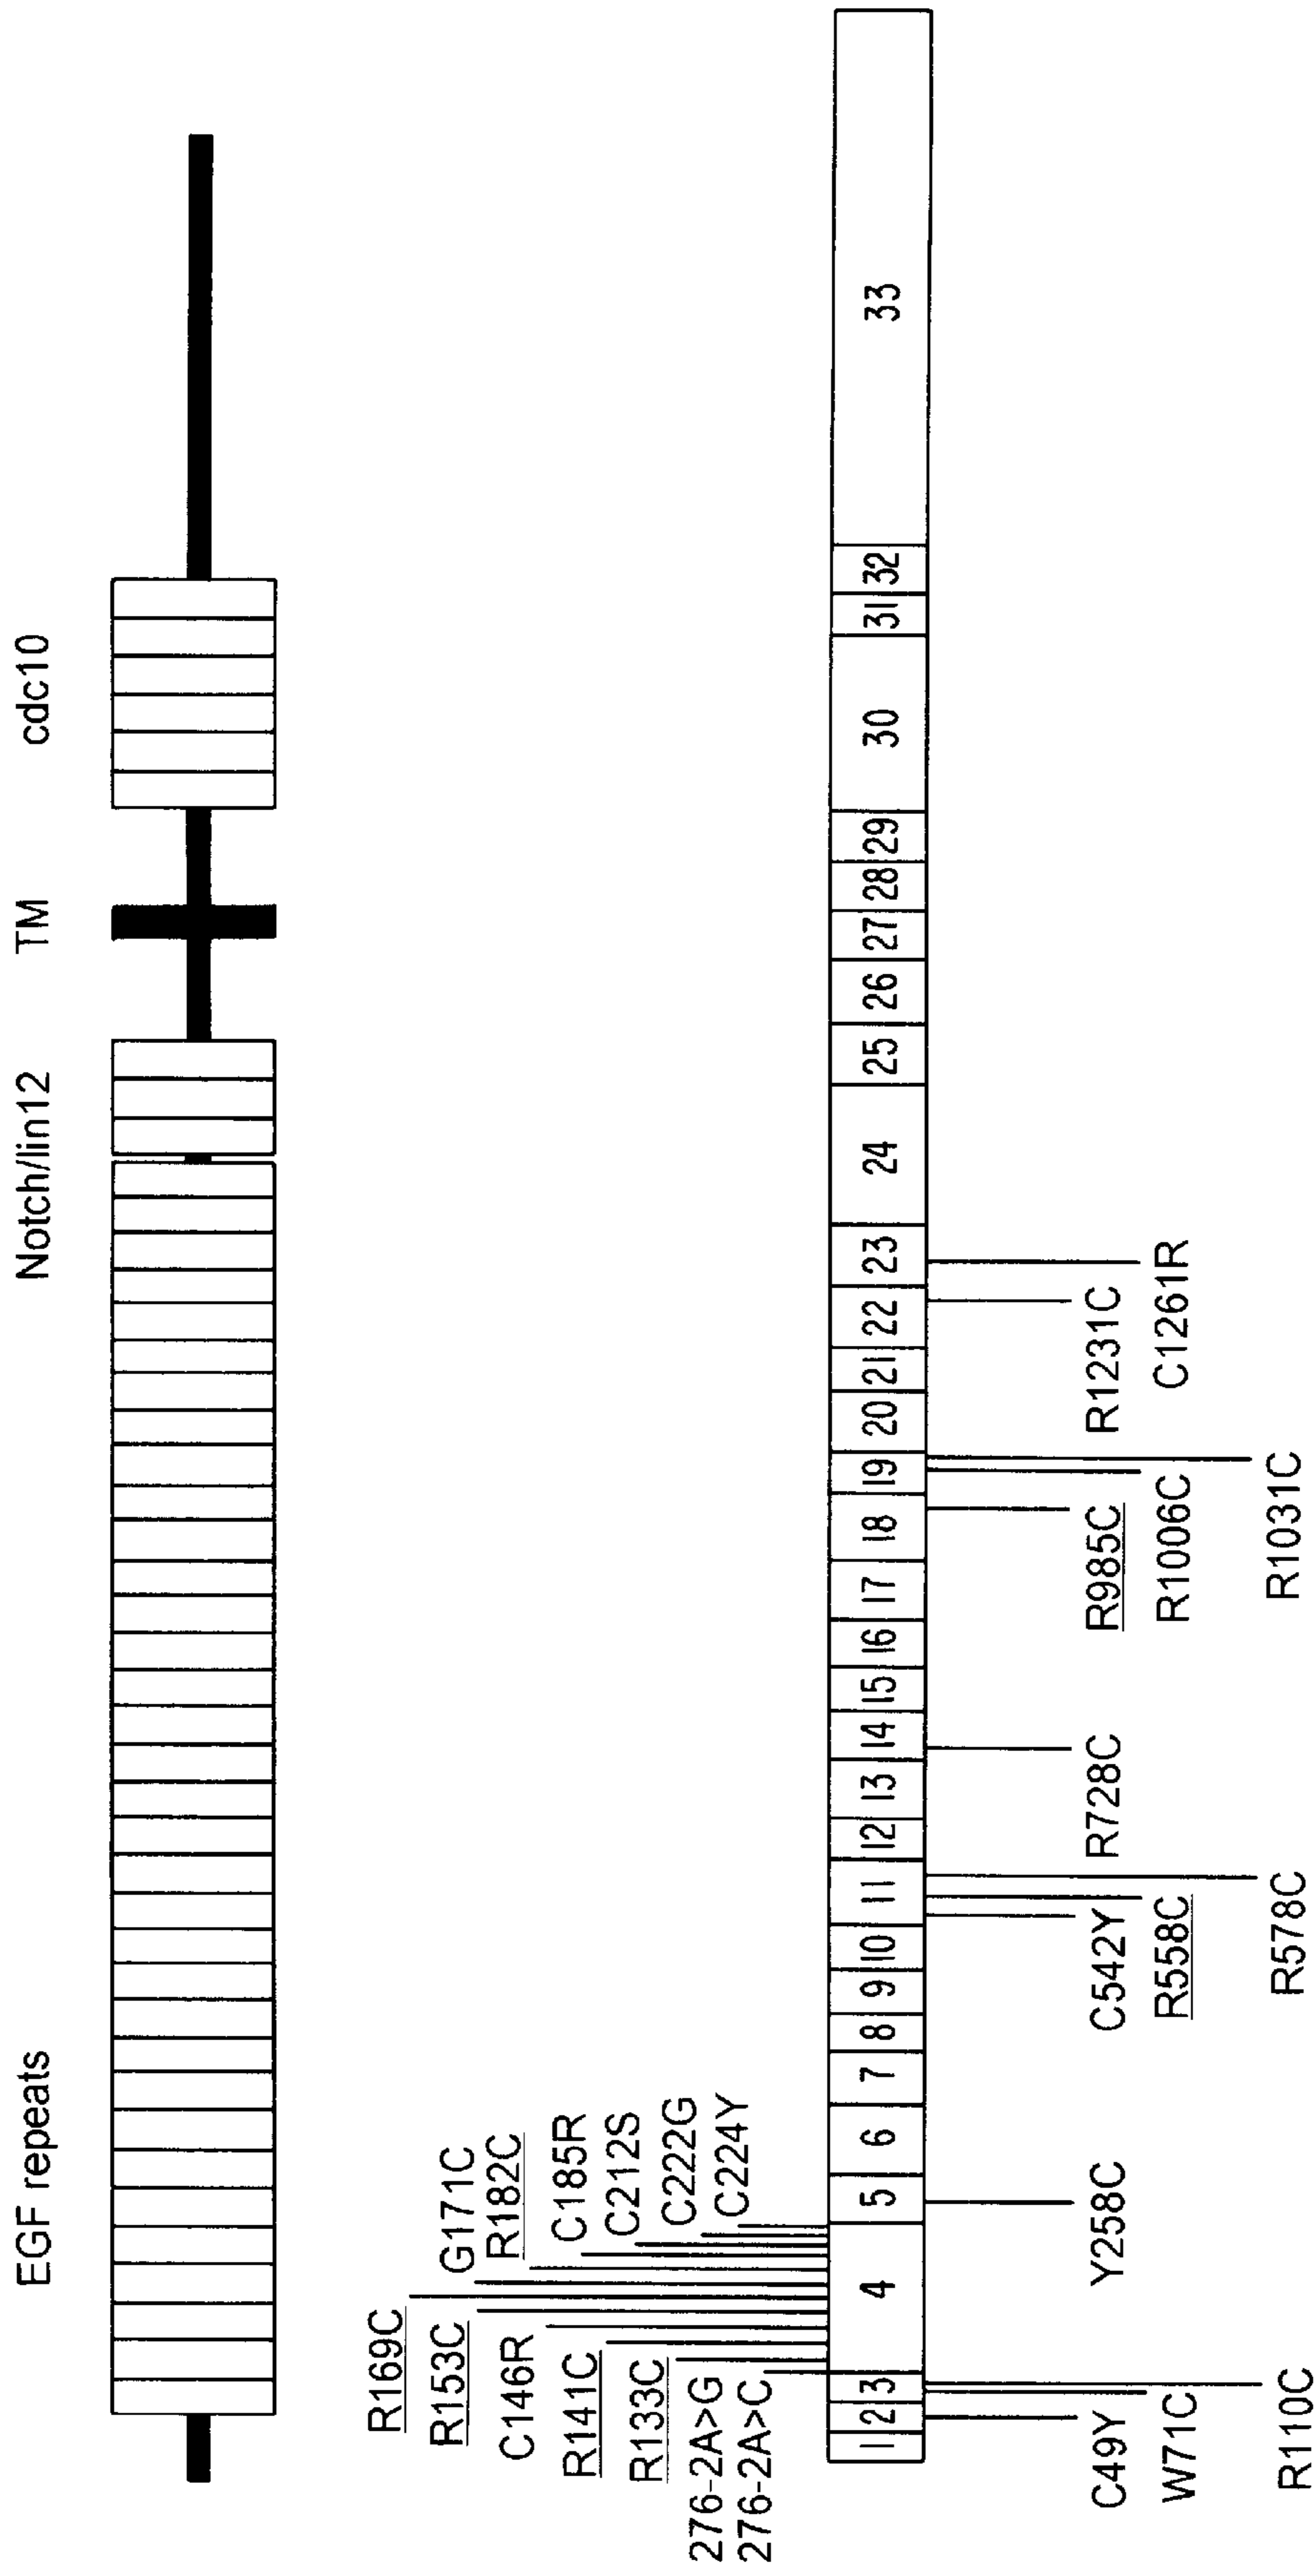 EGF repeats
Notch/lin12
TM
cdc10
R169C
R153C
C146R
R141C
R133C
276-2A>G
276-2A>C
G171C
R182C
C185R
C212S
C222G
C224Y
1
2
3
4
5
6
7
8
9
10
11
12
13
14
15
16
17
18
19
20
21
22
23
24
25
26
27
28
29
30
31
32
33
C49Y
W71C
R110C
Y258C
C542Y
R558C
R578C
R728C
R985C
R1006C
R1031C
R1231C
C1261R